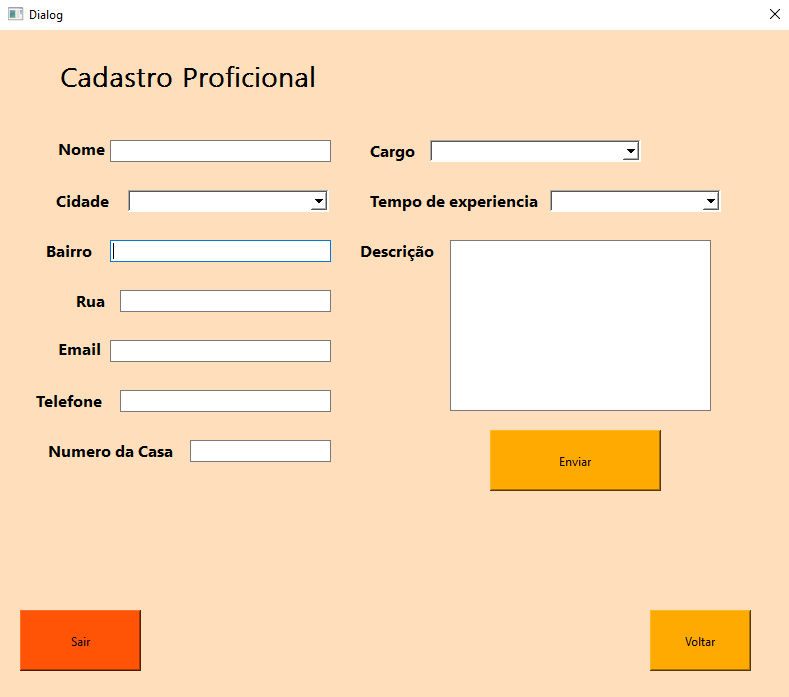 Dialog
Cadastro Proficional
Nome
Cargo
Cidade
Tempo de experiencia
Bairro
Descrição
Rua
Email
Telefone
Numero da Casa
Enviar
Sair
Voltar